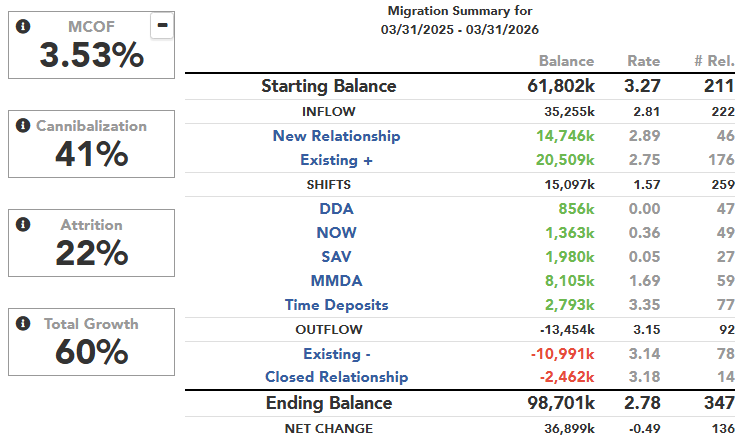 MCOF
3.53%
Cannibalization
41%
Attrition
22%
Total Growth
60%
Migration Summary for
03/31/2025 - 03/31/2026
Balance Rate # Rel.
Starting Balance 61,802k 3.27 211
INFLOW 35,255k 2.81 222
New Relationship 14,746k 2.89 46
Existing + 20,509k 2.75 176
SHIFTS 15,097k 1.57 259
DDA 856k 0.00 47
NOW 1,363k 0.36 49
SAV 1,980k 0.05 27
MMDA 8,105k 1.69 59
Time Deposits 2,793k 3.35 77
OUTFLOW -13,454k 3.15 92
Existing - -10,991k 3.14 78
Closed Relationship -2,462k 3.18 14
Ending Balance 98,701k 2.78 347
NET CHANGE 36,899k -0.49 136